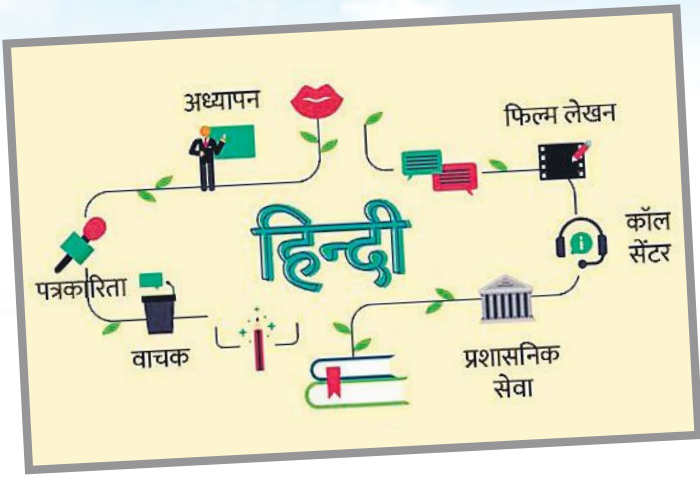 अध्यापन
फिल्म लेखन
हिन्दी
कॉल
सेंटर
पत्रकारिता
वाचक
प्रशासनिक
सेवा